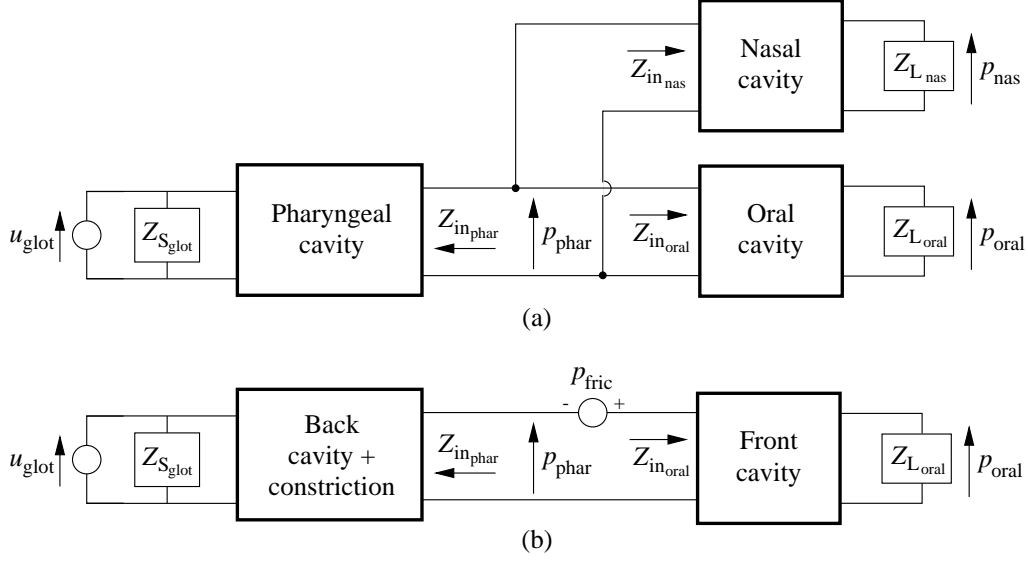 Nasal
cavity
Z_in_nas
Z_L_nas
p_nas
u_glot
Z_S_glot
Pharyngeal
cavity
Z_in_phar
p_phar
Z_in_oral
Oral
cavity
Z_L_oral
p_oral
(a)
u_glot
Z_S_glot
Back
cavity +
constriction
Z_in_phar
p_phar
p_fric
- +
Z_in_oral
Front
cavity
Z_L_oral
p_oral
(b)